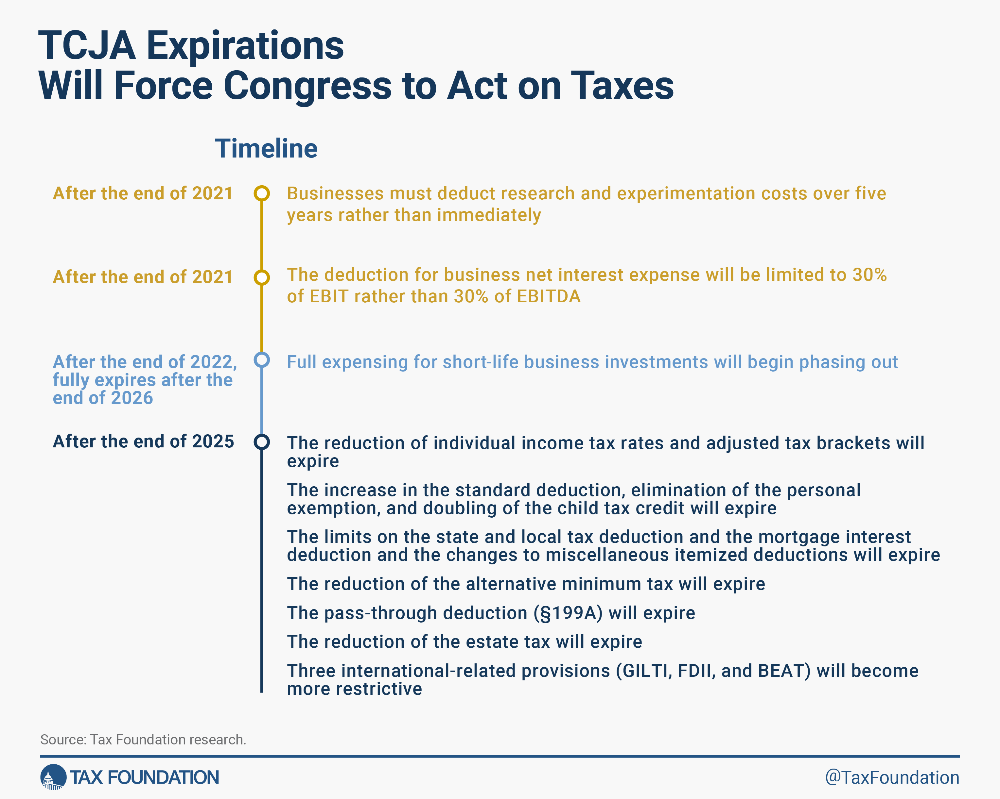 TCJA Expirations
Will Force Congress to Act on Taxes
Timeline
After the end of 2021
Businesses must deduct research and experimentation costs over five
years rather than immediately
After the end of 2021
The deduction for business net interest expense will be limited to 30%
of EBIT rather than 30% of EBITDA
After the end of 2022,
fully expires after the
end of 2026
Full expensing for short-life business investments will begin phasing out
After the end of 2025
The reduction of individual income tax rates and adjusted tax brackets will
expire
The increase in the standard deduction, elimination of the personal
exemption, and doubling of the child tax credit will expire
The limits on the state and local tax deduction and the mortgage interest
deduction and the changes to miscellaneous itemized deductions will expire
The reduction of the alternative minimum tax will expire
The pass-through deduction (§199A) will expire
The reduction of the estate tax will expire
Three international-related provisions (GILTI, FDII, and BEAT) will become
more restrictive
Source: Tax Foundation research.
TAX FOUNDATION
@TaxFoundation